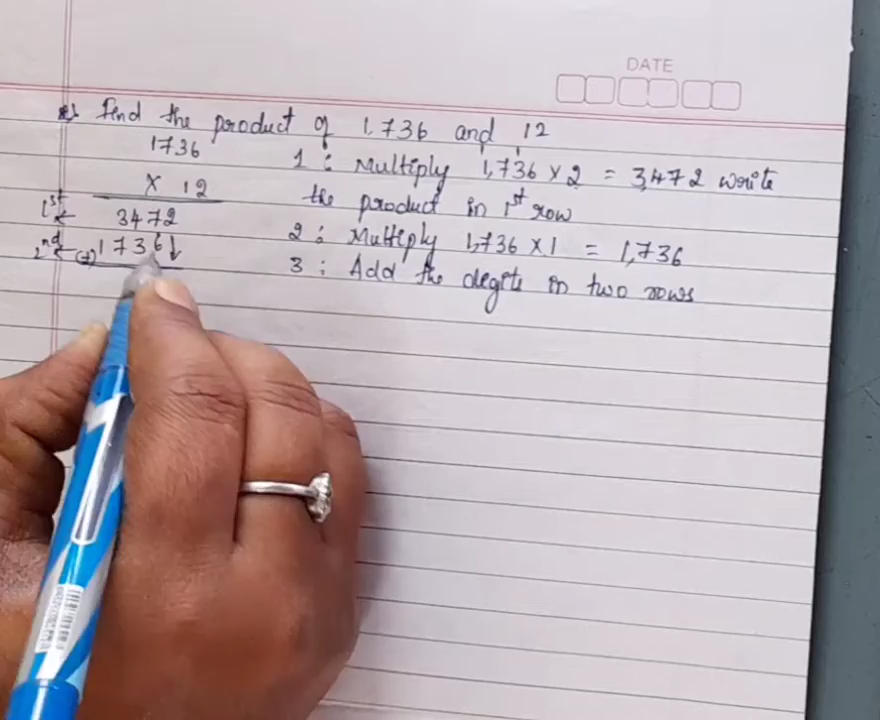 DATE
Find the product of 1,736 and 12
1736
x 12
1st ← 3472
2nd ← (+) 1736↓
1 : Multiply 1,736 x 2 = 3,472 write
the product in 1st row
2 : Multiply 1,736 x 1 = 1,736
3 : Add the degits in two rows